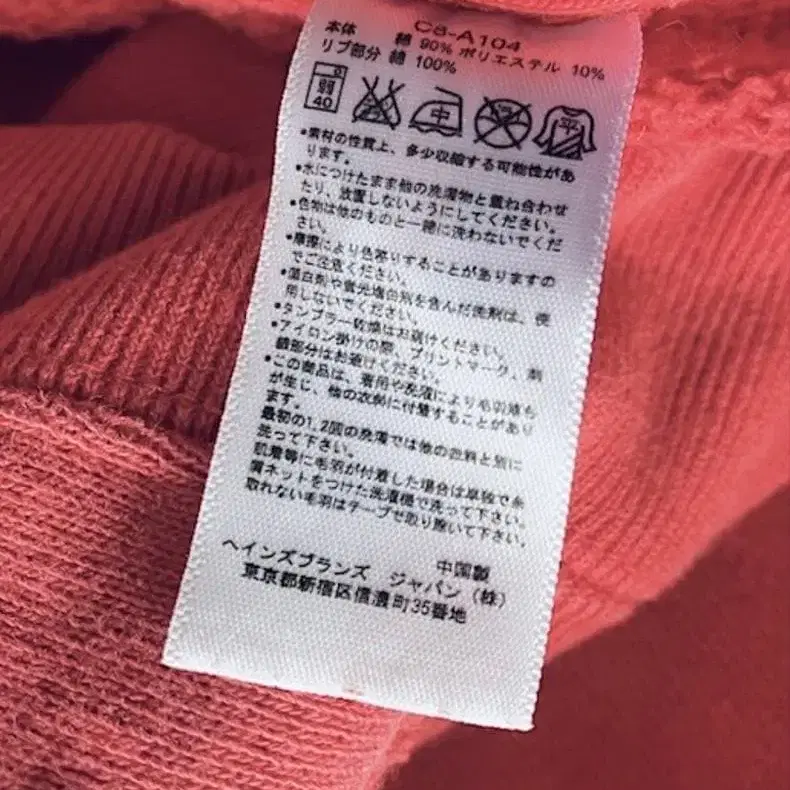 C8-A104
本体 綿 90% ポリエステル 10%
リブ部分 綿 100%
弱 40 中 平
•素材の性質上、多少収縮する可能性があ
ります。
•水につけたまま他の洗濯物と重ね合わせ
たり、放置しないようにしてください。
•色物は他のものと一緒に洗わないでくだ
さい。
•摩擦により色移りすることがありますの
でご注意ください。
•蛍光塩白剤を含んだ洗剤は、使
用しないでください。
•タンブラー乾燥はお避けください。
•アイロン掛けの際、プリントマーク、刺
繍部分はお避けください。
•この商品は、着用や洗濯により毛羽落も
が生じ、他の衣料に付着することがあり
ます。
最初の1,2回の洗濯では他の衣料と別に
洗って下さい。
肌着等に毛羽が付着した場合は単独で糸
屑ネットをつけた洗濯機で洗って下さい。
取れない毛羽はテープで取り除いて下さい。
中国製
ヘインズブランズ ジャパン (株)
東京都新宿区信濃町35番地